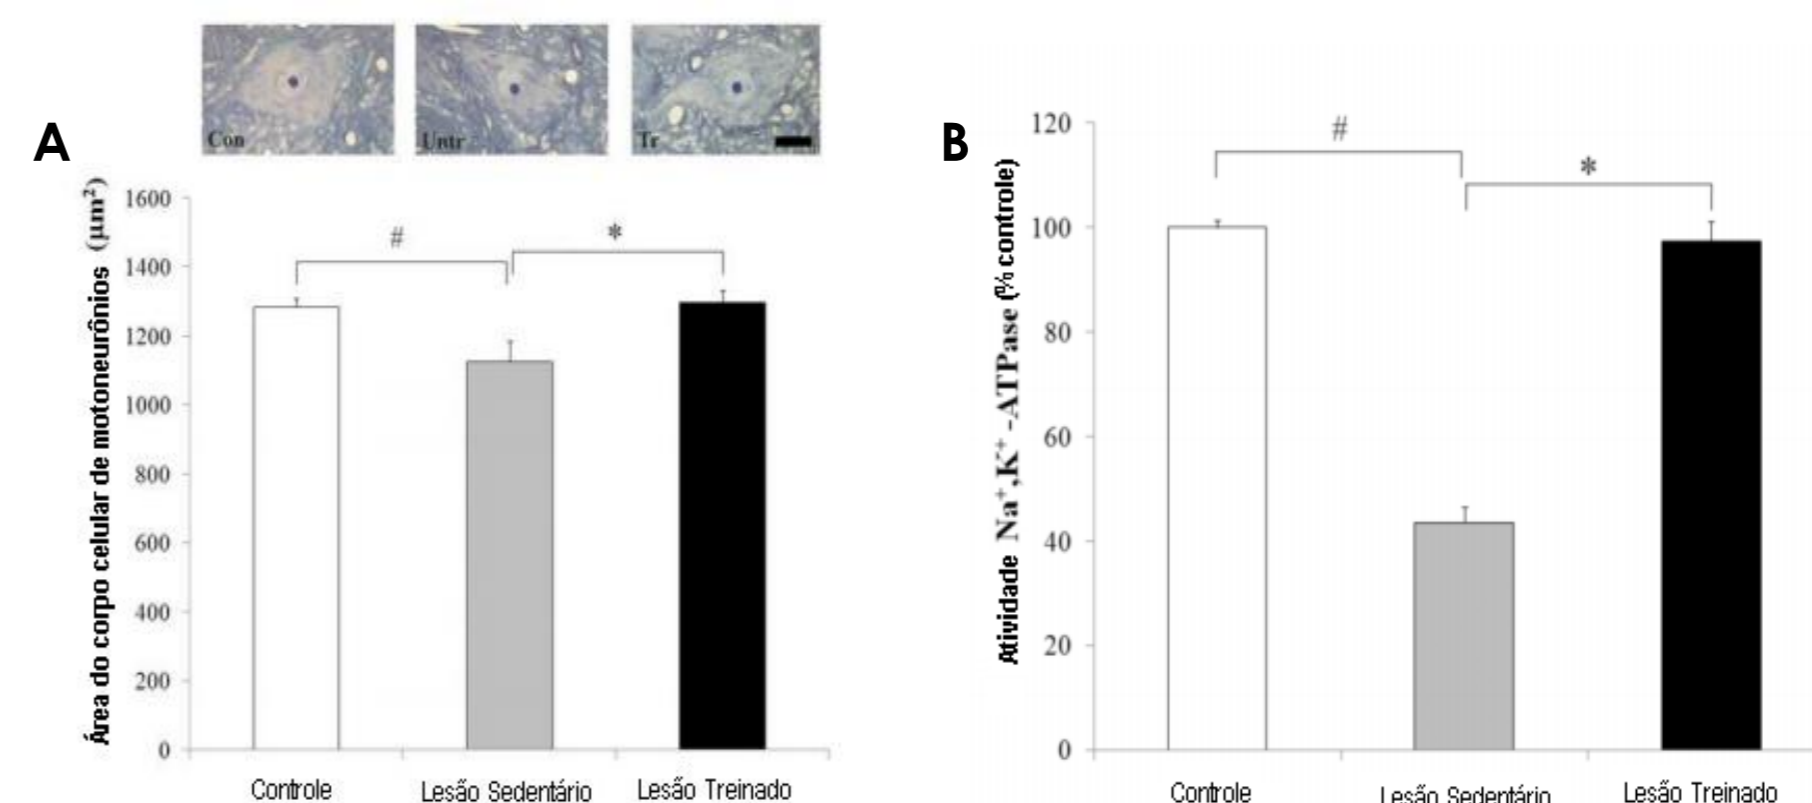 Con
Untr
Tr
A
Área do corpo celular de motoneurônios (µm²)
1600
1400
1200
1000
800
600
400
200
0
#
*
Controle
Lesão Sedentário
Lesão Treinado
B
Atividade Na⁺,K⁺ -ATPase (% controle)
120
100
80
60
40
20
0
#
*
Controle
Lesão Sedentário
Lesão Treinado